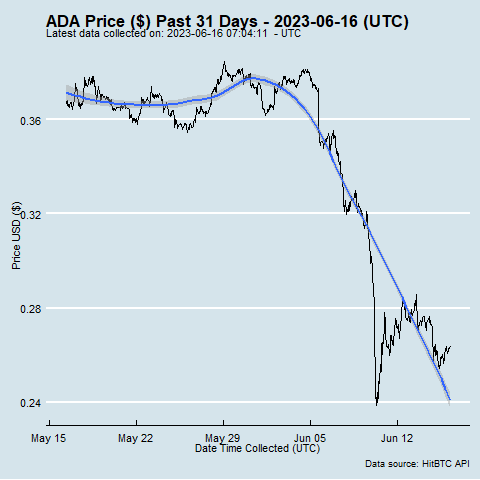 ADA Price ($) Past 31 Days - 2023-06-16 (UTC)
Latest data collected on: 2023-06-16 07:04:11 - UTC
0.36
0.32
0.28
0.24
Price USD ($)
May 15
May 22
May 29
Jun 05
Jun 12
Date Time Collected (UTC)
Data source: HitBTC API